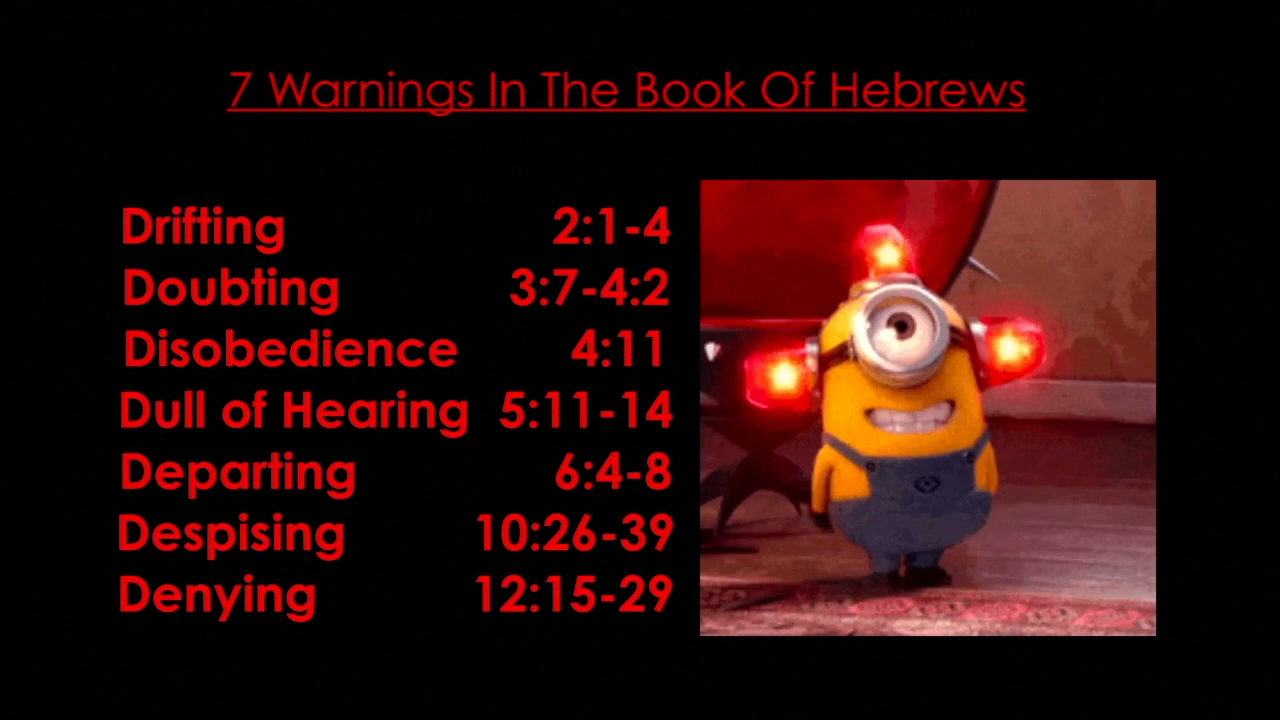 7 Warnings In The Book Of Hebrews
Drifting 2:1-4
Doubting 3:7-4:2
Disobedience 4:11
Dull of Hearing 5:11-14
Departing 6:4-8
Despising 10:26-39
Denying 12:15-29